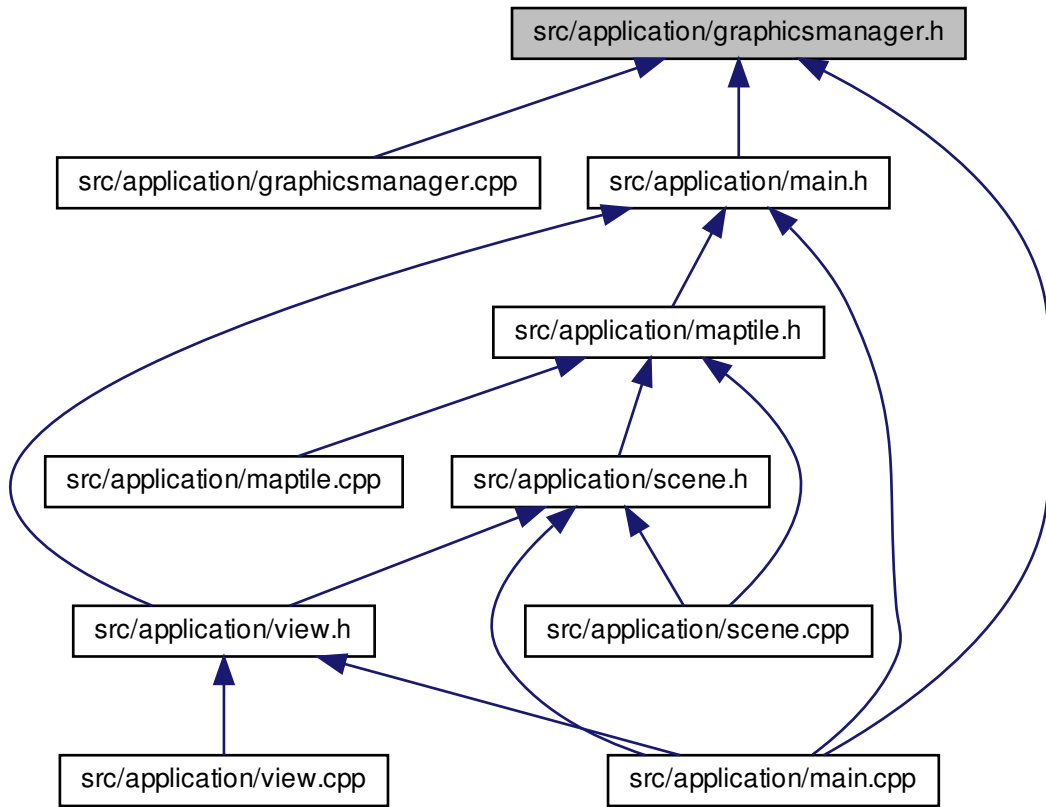 src/application/graphicsmanager.h
src/application/graphicsmanager.cpp
src/application/main.h
src/application/maptile.h
src/application/maptile.cpp
src/application/scene.h
src/application/view.h
src/application/scene.cpp
src/application/view.cpp
src/application/main.cpp